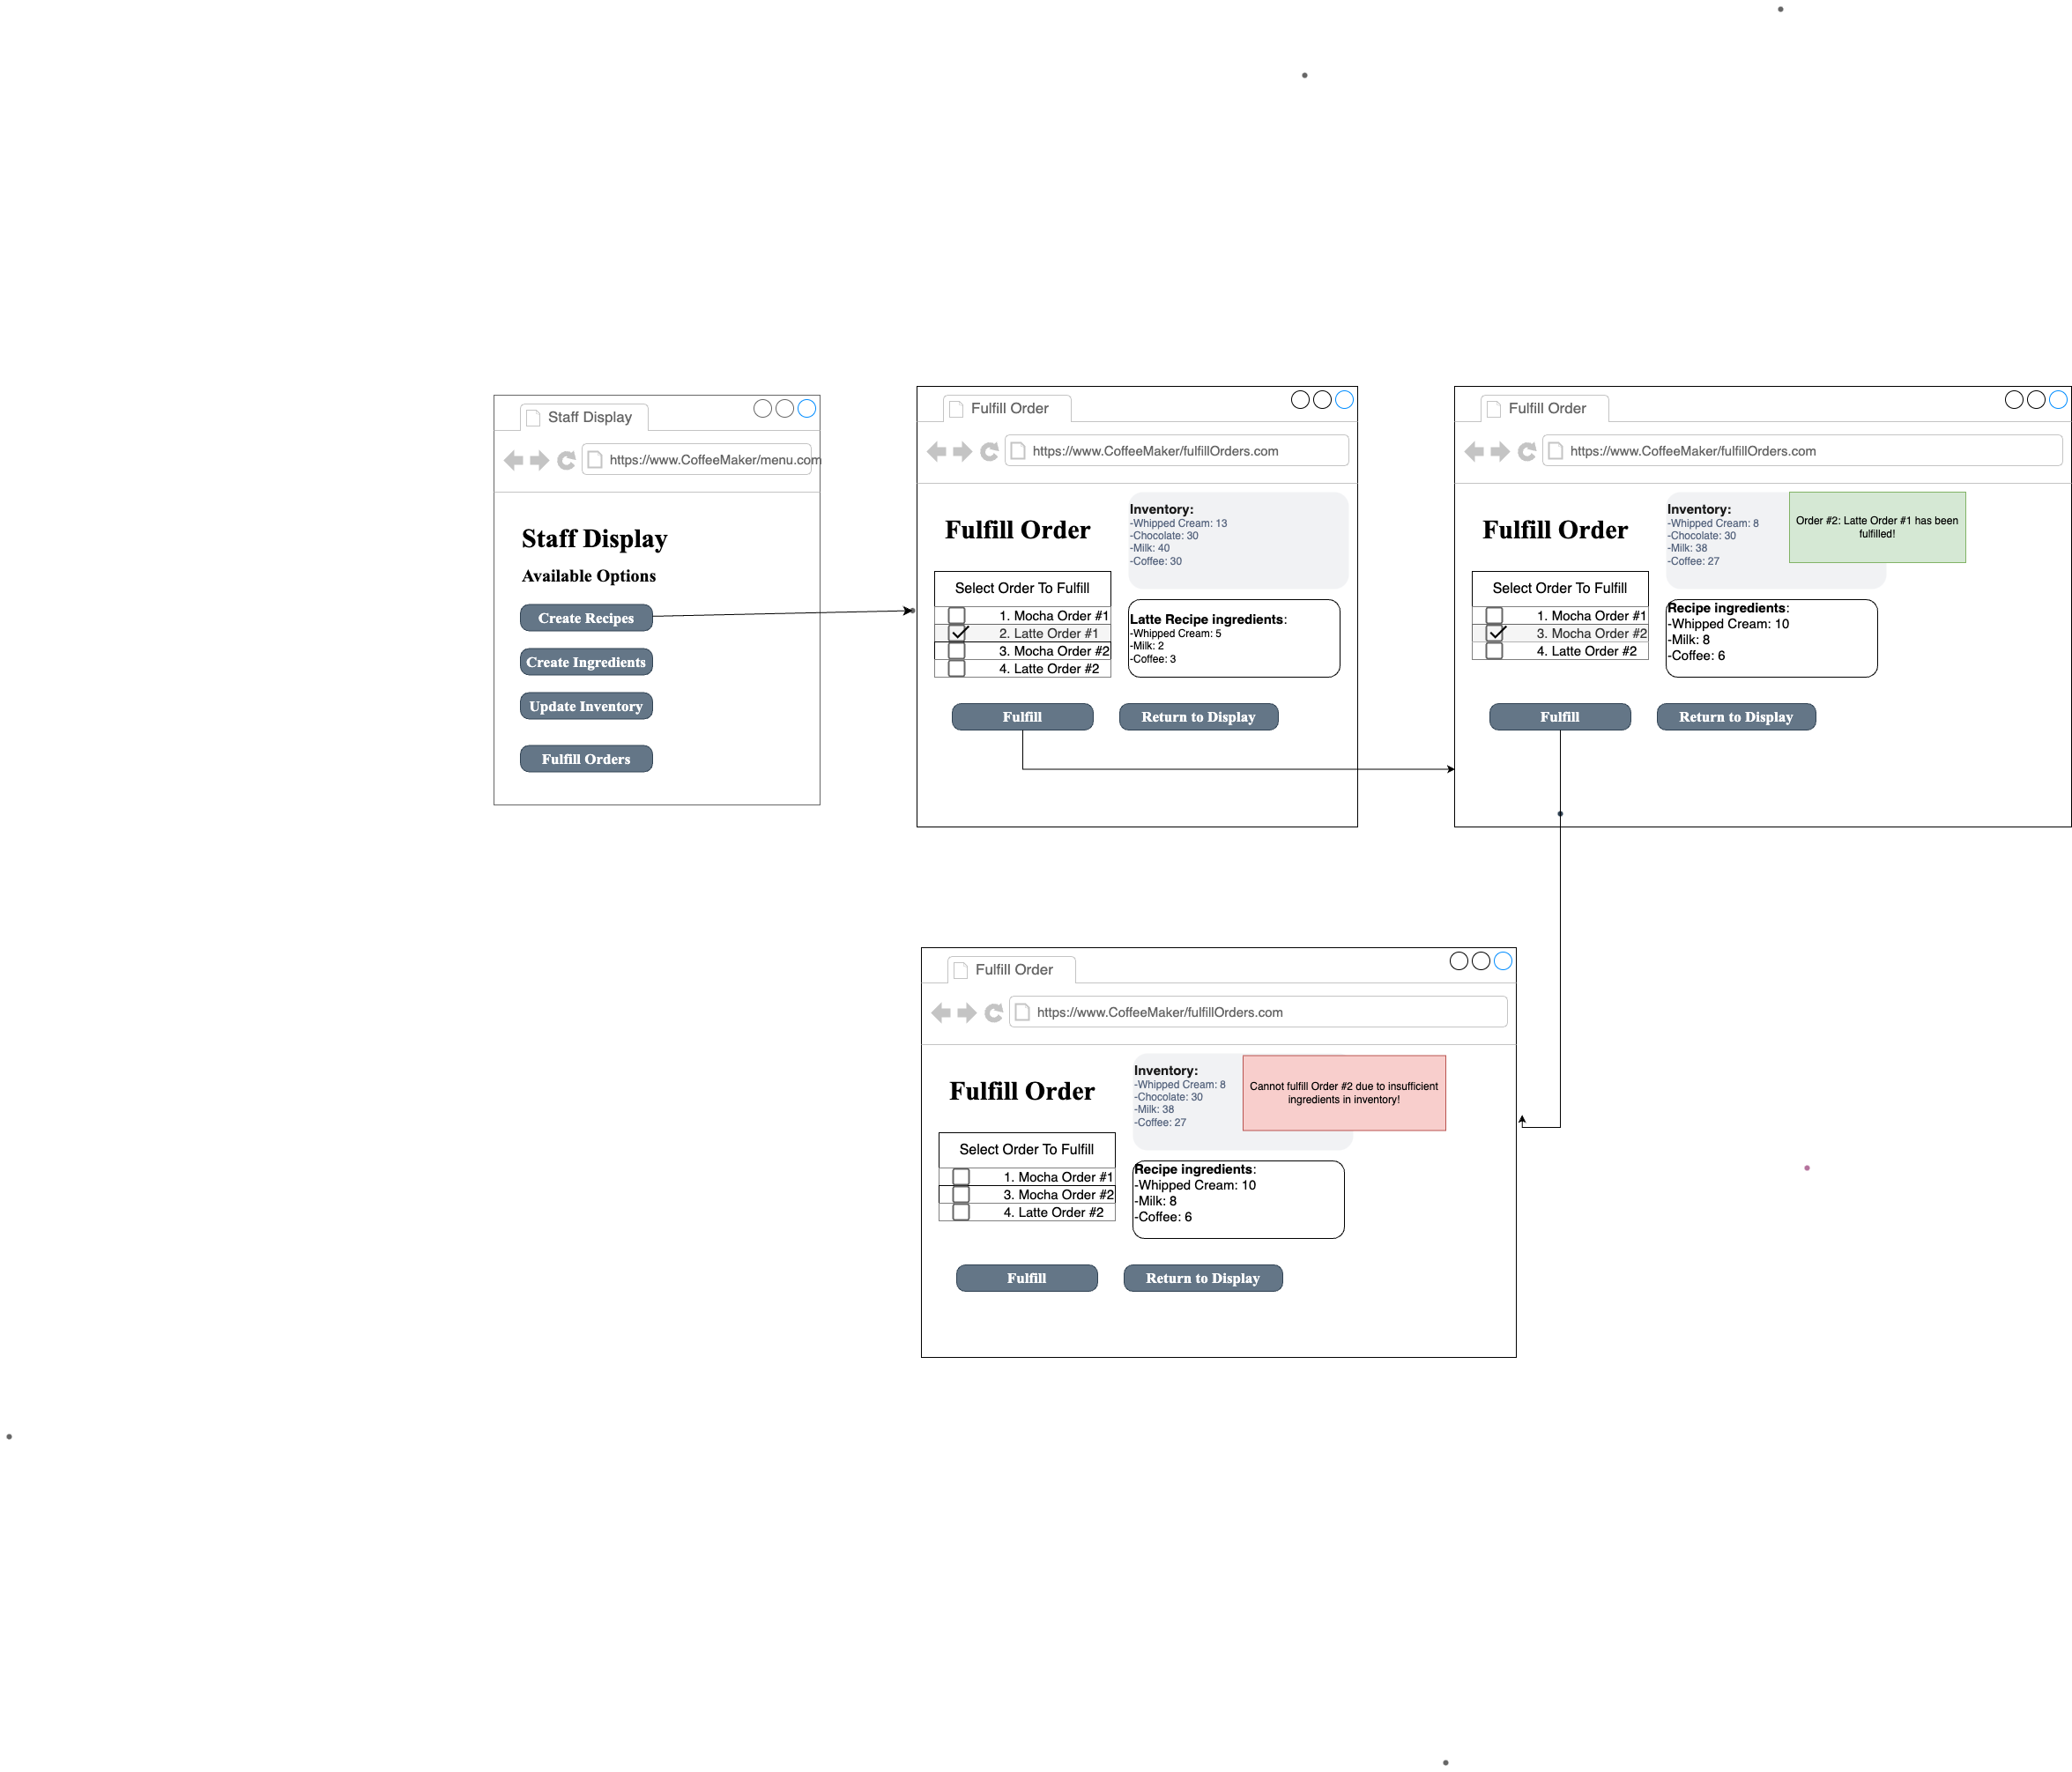 Staff Display
https://www.CoffeeMaker/menu.com
Staff Display
Available Options
Create Recipes
Create Ingredients
Update Inventory
Fulfill Orders
Fulfill Order
https://www.CoffeeMaker/fulfillOrders.com
Fulfill Order
Inventory:
-Whipped Cream: 13
-Chocolate: 30
-Milk: 40
-Coffee: 30
Select Order To Fulfill
1. Mocha Order #1
2. Latte Order #1
3. Mocha Order #2
4. Latte Order #2
Latte Recipe ingredients:
-Whipped Cream: 5
-Milk: 2
-Coffee: 3
Fulfill
Return to Display
Fulfill Order
https://www.CoffeeMaker/fulfillOrders.com
Fulfill Order
Inventory:
-Whipped Cream: 8
-Chocolate: 30
-Milk: 38
-Coffee: 27
Order #2: Latte Order #1 has been
fulfilled!
Select Order To Fulfill
1. Mocha Order #1
3. Mocha Order #2
4. Latte Order #2
Recipe ingredients:
-Whipped Cream: 10
-Milk: 8
-Coffee: 6
Fulfill
Return to Display
Fulfill Order
https://www.CoffeeMaker/fulfillOrders.com
Fulfill Order
Inventory:
-Whipped Cream: 8
-Chocolate: 30
-Milk: 38
-Coffee: 27
Cannot fulfill Order #2 due to insufficient
ingredients in inventory!
Select Order To Fulfill
1. Mocha Order #1
3. Mocha Order #2
4. Latte Order #2
Recipe ingredients:
-Whipped Cream: 10
-Milk: 8
-Coffee: 6
Fulfill
Return to Display